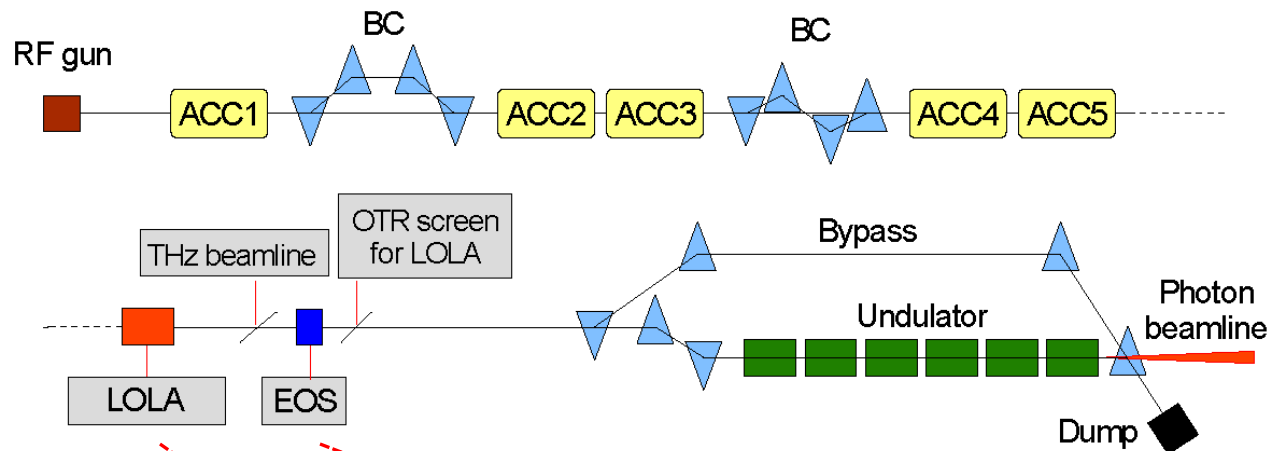 BC
BC
RF gun
ACC1
ACC2
ACC3
ACC4
ACC5
OTR screen
for LOLA
THz beamline
Bypass
Photon
beamline
Undulator
LOLA
EOS
Dump